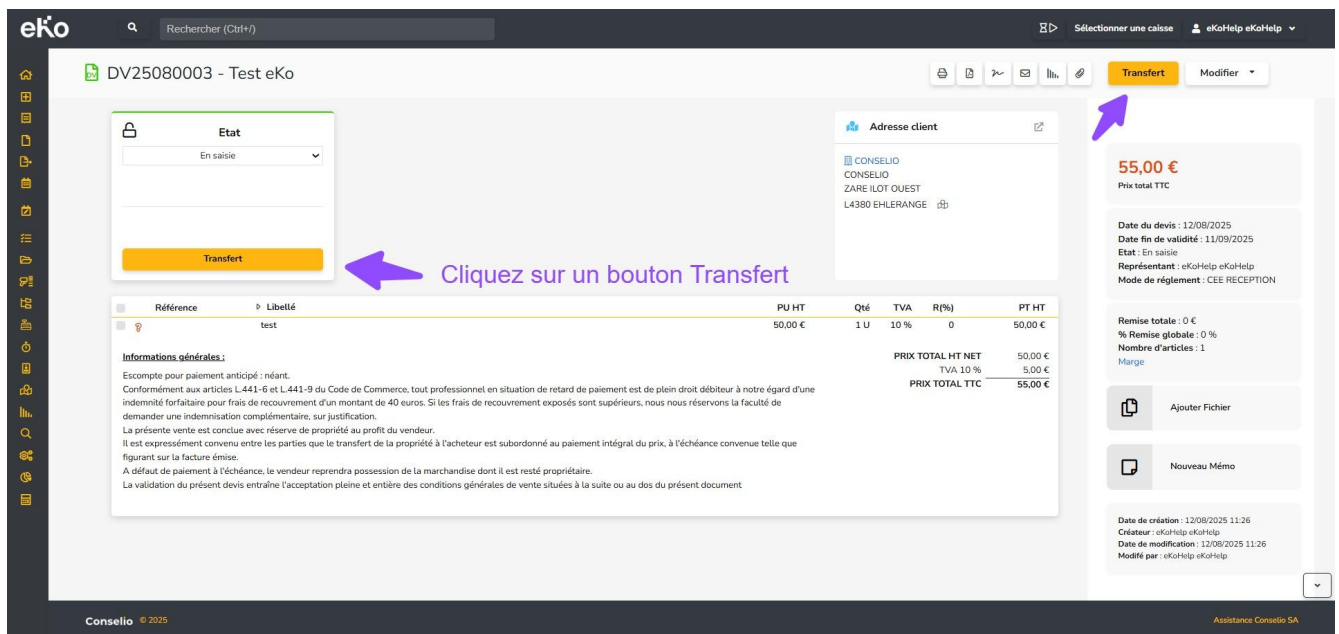 eko
Rechercher (Ctrl+/)
Sélectionner une caisse
eKoHelp eKoHelp
DV
DV25080003 - Test eKo
Transfert
Modifier
Etat
En saisie
Transfert
Adresse client
CONSELIO
CONSELIO
ZARE ILOT OUEST
L4380 EHLERANGE
Cliquez sur un bouton Transfert
Référence Libellé PU HT Qté TVA R(%) PT HT
test 50,00 € 1 U 10 % 0 50,00 €
Informations générales :
Escompte pour paiement anticipé : néant.
Conformément aux articles L.441-6 et L.441-9 du Code de Commerce, tout professionnel en situation de retard de paiement est de plein droit débiteur à notre égard d'une
indemnité forfaitaire pour frais de recouvrement d'un montant de 40 euros. Si les frais de recouvrement exposés sont supérieurs, nous nous réservons la faculté de
demander une indemnisation complémentaire, sur justification.
La présente vente est conclue avec réserve de propriété au profit du vendeur.
Il est expressément convenu entre les parties que le transfert de la propriété à l'acheteur est subordonné au paiement intégral du prix, à l'échéance convenue telle que
figurant sur la facture émise.
A défaut de paiement à l'échéance, le vendeur reprendra possession de la marchandise dont il est resté propriétaire.
La validation du présent devis entraîne l'acceptation pleine et entière des conditions générales de vente situées à la suite ou au dos du présent document
PRIX TOTAL HT NET 50,00 €
TVA 10 % 5,00 €
PRIX TOTAL TTC 55,00 €
55,00 €
Prix total TTC
Date du devis : 12/08/2025
Date fin de validité : 11/09/2025
Etat : En saisie
Représentant : eKoHelp eKoHelp
Mode de réglement : CEE RECEPTION
Remise totale : 0 €
% Remise globale : 0 %
Nombre d'articles : 1
Marge
Ajouter Fichier
Nouveau Mémo
Date de création : 12/08/2025 11:26
Créateur : eKoHelp eKoHelp
Date de modification : 12/08/2025 11:26
Modifé par : eKoHelp eKoHelp
Conselio © 2025
Assistance Conselio SA